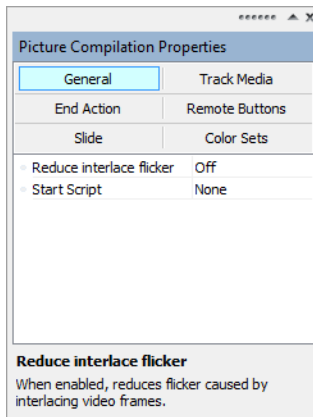 Picture Compilation Properties
General Track Media
End Action Remote Buttons
Slide Color Sets
Reduce interlace flicker Off
Start Script None
Reduce interlace flicker
When enabled, reduces flicker caused by
interlacing video frames.